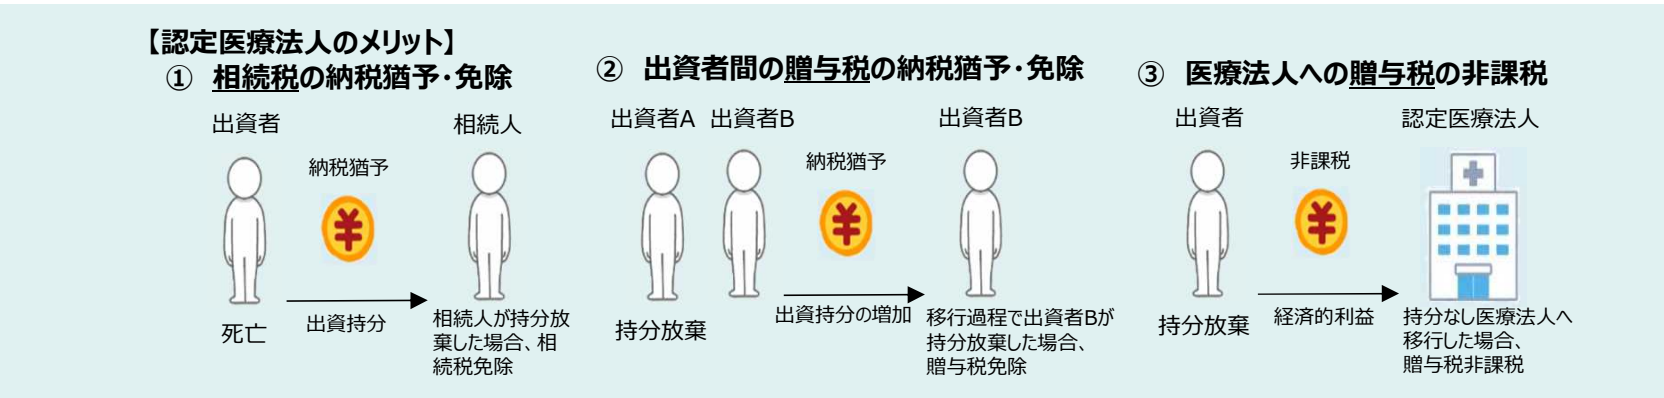 【認定医療法人のメリット】
① 相続税の納税猶予・免除
出資者
相続人
納税猶予
¥
死亡
出資持分
相続人が持分放
棄した場合、相
続税免除
② 出資者間の贈与税の納税猶予・免除
出資者A 出資者B
出資者B
納税猶予
¥
持分放棄
出資持分の増加
移行過程で出資者Bが
持分放棄した場合、
贈与税免除
③ 医療法人への贈与税の非課税
出資者
認定医療法人
非課税
¥
持分放棄
経済的利益
持分なし医療法人へ
移行した場合、
贈与税非課税